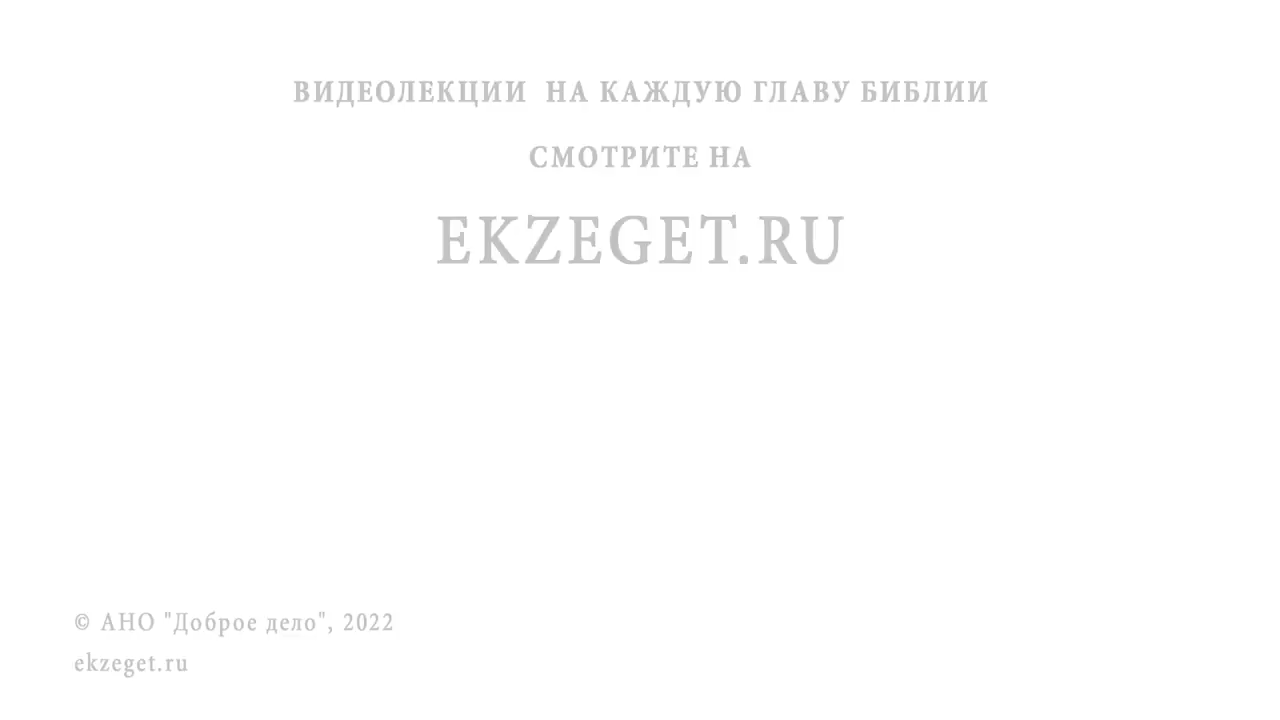 ВИДЕОЛЕКЦИИ НА КАЖДУЮ ГЛАВУ БИБЛИИ
СМОТРИТЕ НА
EKZEGET.RU
© АНО "Доброе дело", 2022
ekzeget.ru